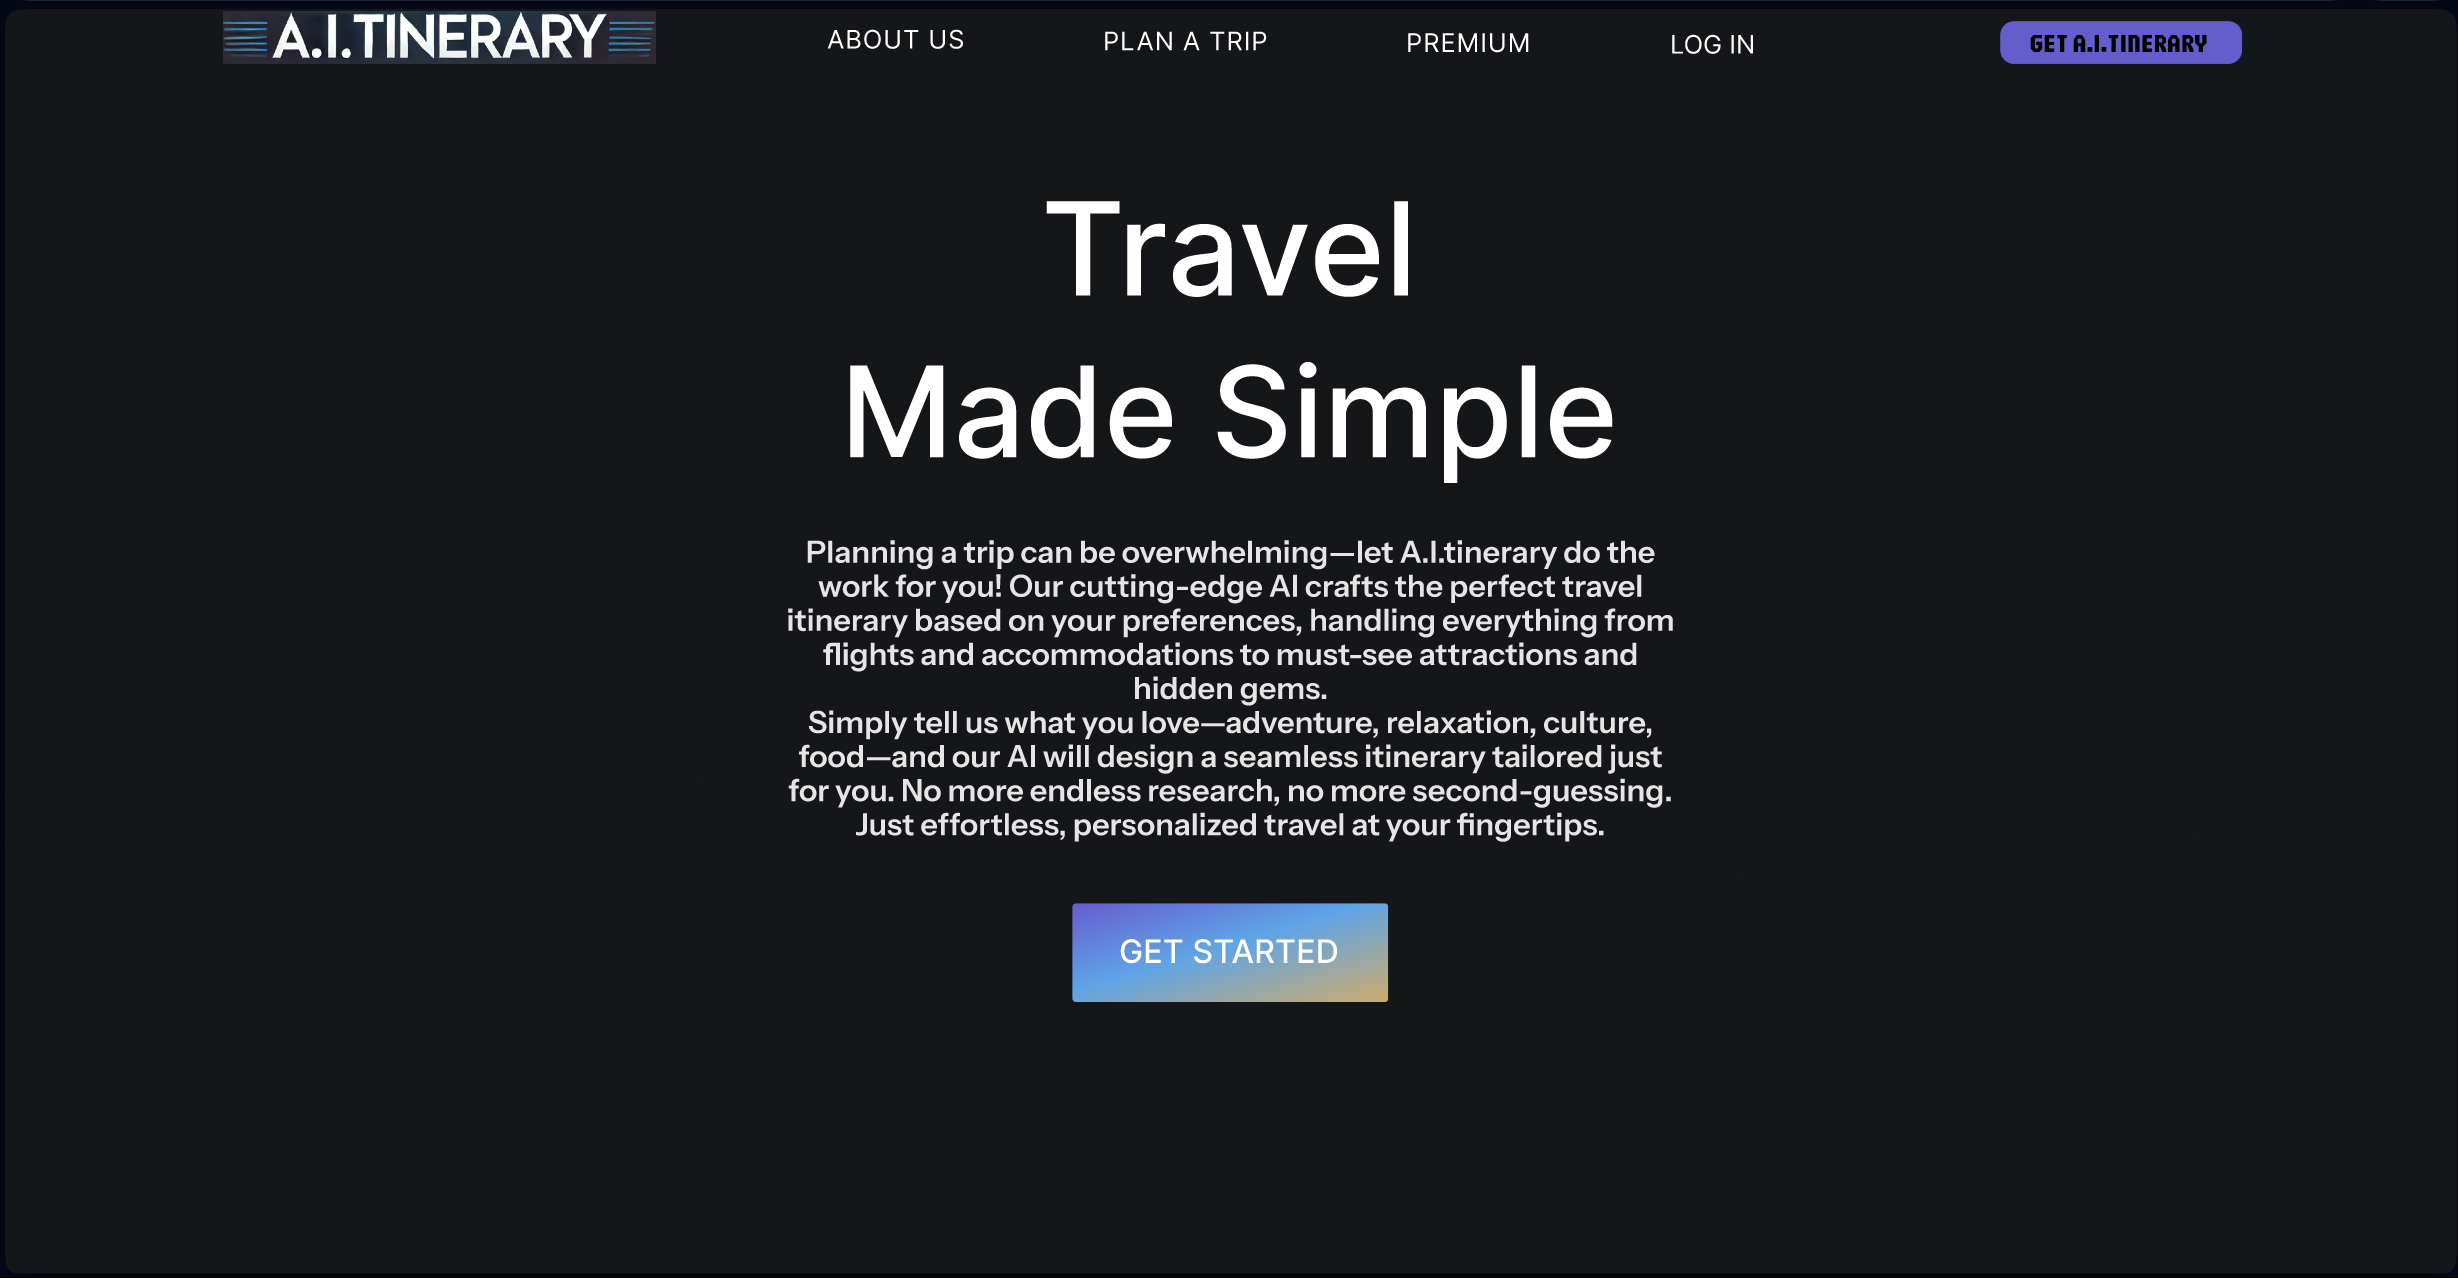 A.I.TINERARY
ABOUT US
PLAN A TRIP
PREMIUM
LOG IN
GET A.I.TINERARY
Travel
Made Simple
Planning a trip can be overwhelming—let A.I.tinerary do the
work for you! Our cutting-edge AI crafts the perfect travel
itinerary based on your preferences, handling everything from
flights and accommodations to must-see attractions and
hidden gems.
Simply tell us what you love—adventure, relaxation, culture,
food—and our AI will design a seamless itinerary tailored just
for you. No more endless research, no more second-guessing.
Just effortless, personalized travel at your fingertips.
GET STARTED